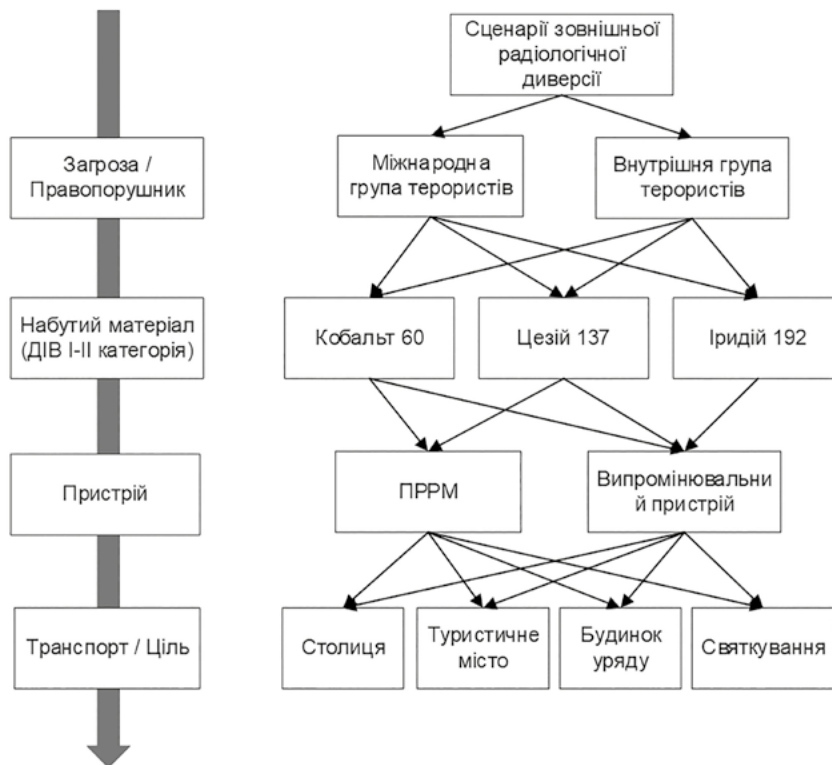 Сценарії зовнішньої
радіологічної
диверсії
Загроза /
Правопорушник
Міжнародна
група терористів
Внутрішня група
терористів
Набутий матеріал
(ДІВ I-II категорія)
Кобальт 60
Цезій 137
Іридій 192
Пристрій
ПРРМ
Випромінювальни
й пристрій
Транспорт / Ціль
Столиця
Туристичне
місто
Будинок
уряду
Святкування